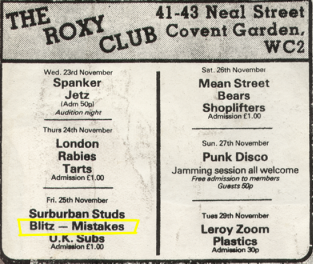 THE
ROXY
CLUB
41-43 Neal Street
Covent Garden,
WC2
Wed. 23rd November
Spanker
Jetz
(Adm 50p)
Audition night
Thurs 24th November
London
Rabies
Tarts
Admission £1.00
Fri. 25th November
Surburban Studs
Blitz — Mistakes
U.K. Subs
Admission £1.00
Sat. 26th November
Mean Street
Bears
Shoplifters
Admission £1.00
Sun. 27th November
Punk Disco
Jamming session all welcome
Free admission to members
Guests 50p
Tues 29th November
Leroy Zoom
Plastics
Admission 30p